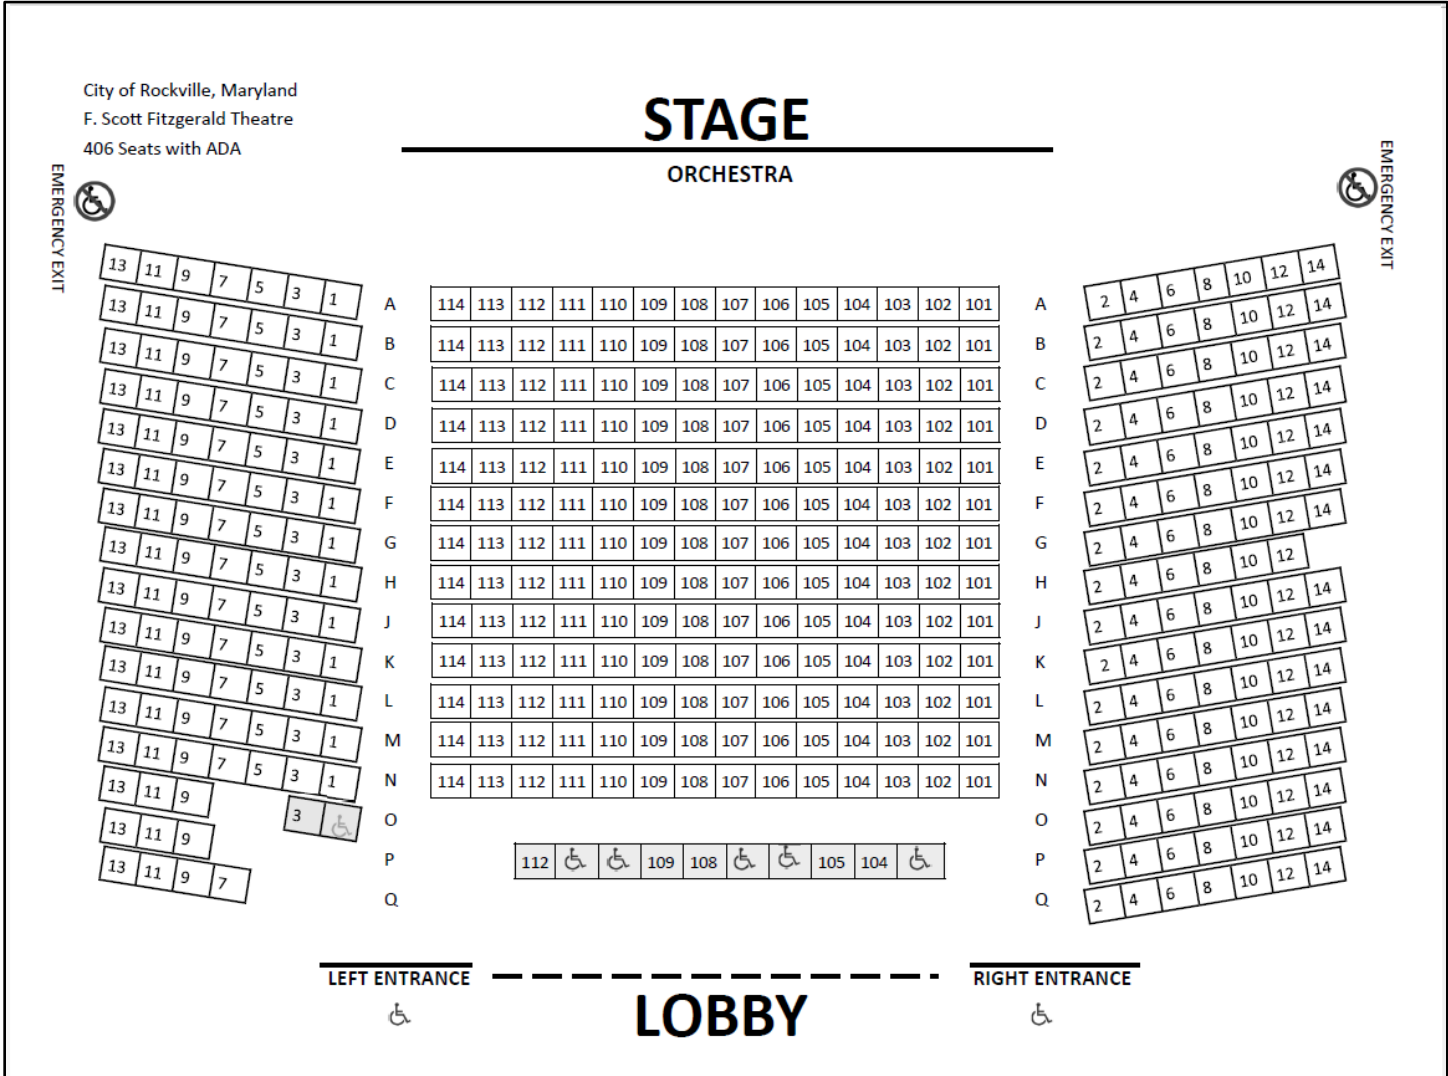 City of Rockville, Maryland
F. Scott Fitzgerald Theatre
406 Seats with ADA
STAGE
ORCHESTRA
EMERGENCY EXIT
EMERGENCY EXIT
13 11 9 7 5 3 1 A 114 113 112 111 110 109 108 107 106 105 104 103 102 101 A 2 4 6 8 10 12 14
13 11 9 7 5 3 1 B 114 113 112 111 110 109 108 107 106 105 104 103 102 101 B 2 4 6 8 10 12 14
13 11 9 7 5 3 1 C 114 113 112 111 110 109 108 107 106 105 104 103 102 101 C 2 4 6 8 10 12 14
13 11 9 7 5 3 1 D 114 113 112 111 110 109 108 107 106 105 104 103 102 101 D 2 4 6 8 10 12 14
13 11 9 7 5 3 1 E 114 113 112 111 110 109 108 107 106 105 104 103 102 101 E 2 4 6 8 10 12 14
13 11 9 7 5 3 1 F 114 113 112 111 110 109 108 107 106 105 104 103 102 101 F 2 4 6 8 10 12 14
13 11 9 7 5 3 1 G 114 113 112 111 110 109 108 107 106 105 104 103 102 101 G 2 4 6 8 10 12 14
13 11 9 7 5 3 1 H 114 113 112 111 110 109 108 107 106 105 104 103 102 101 H 2 4 6 8 10 12
13 11 9 7 5 3 1 J 114 113 112 111 110 109 108 107 106 105 104 103 102 101 J 2 4 6 8 10 12 14
13 11 9 7 5 3 1 K 114 113 112 111 110 109 108 107 106 105 104 103 102 101 K 2 4 6 8 10 12 14
13 11 9 7 5 3 1 L 114 113 112 111 110 109 108 107 106 105 104 103 102 101 L 2 4 6 8 10 12 14
13 11 9 7 5 3 1 M 114 113 112 111 110 109 108 107 106 105 104 103 102 101 M 2 4 6 8 10 12 14
13 11 9 7 5 3 1 N 114 113 112 111 110 109 108 107 106 105 104 103 102 101 N 2 4 6 8 10 12 14
13 11 9 3 O O 2 4 6 8 10 12 14
13 11 9 P 112 109 108 105 104 P 2 4 6 8 10 12 14
13 11 9 7 Q Q 2 4 6 8 10 12 14
LEFT ENTRANCE
RIGHT ENTRANCE
LOBBY